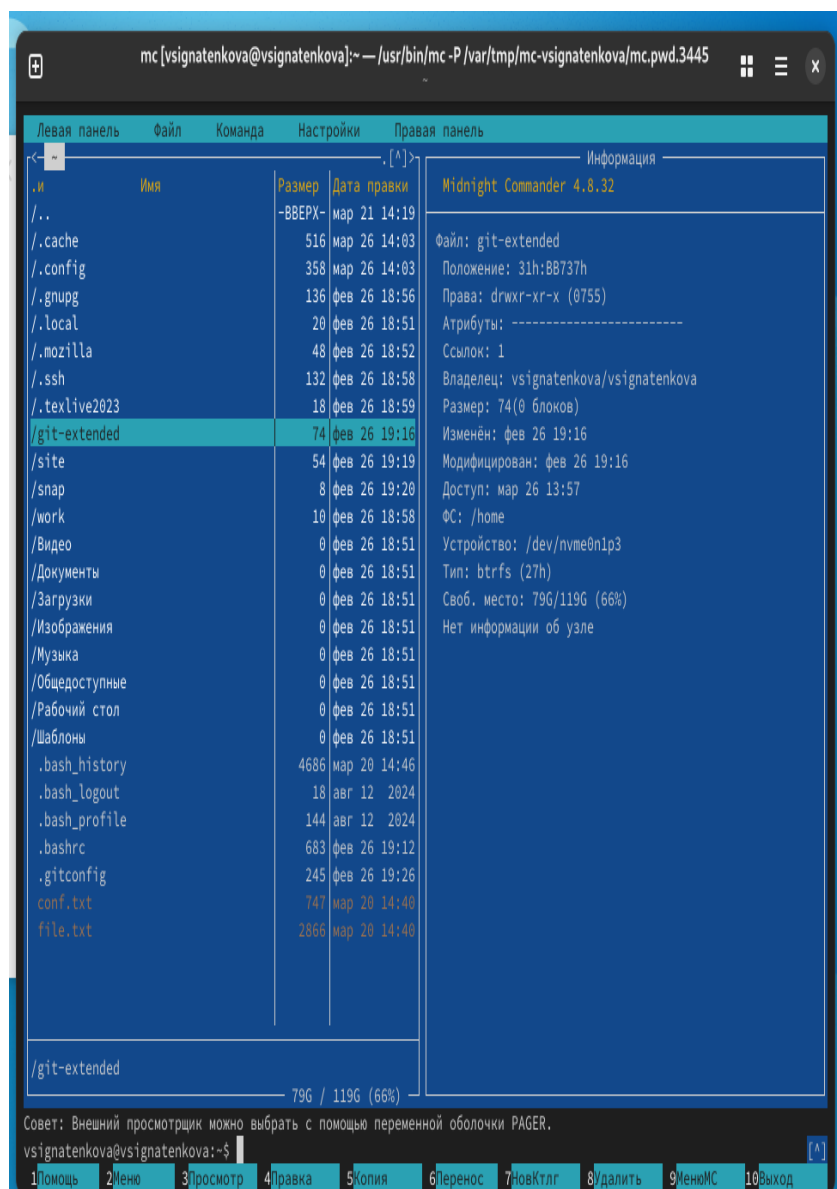 mc [vsignatenkova@vsignatenkova]:~ — /usr/bin/mc -P /var/tmp/mc-vsignatenkova/mc.pwd.3445
~
Левая панель Файл Команда Настройки Правая панель
<- ~ .[^]>
.и Имя Размер Дата правки
/.. -ВВЕРХ- мар 21 14:19
/.cache 516 мар 26 14:03
/.config 358 мар 26 14:03
/.gnupg 136 фев 26 18:56
/.local 20 фев 26 18:51
/.mozilla 48 фев 26 18:52
/.ssh 132 фев 26 18:58
/.texlive2023 18 фев 26 18:59
/git-extended 74 фев 26 19:16
/site 54 фев 26 19:19
/snap 8 фев 26 19:20
/work 10 фев 26 18:58
/Видео 0 фев 26 18:51
/Документы 0 фев 26 18:51
/Загрузки 0 фев 26 18:51
/Изображения 0 фев 26 18:51
/Музыка 0 фев 26 18:51
/Общедоступные 0 фев 26 18:51
/Рабочий стол 0 фев 26 18:51
/Шаблоны 0 фев 26 18:51
.bash_history 4686 мар 20 14:46
.bash_logout 18 авг 12 2024
.bash_profile 144 авг 12 2024
.bashrc 683 фев 26 19:12
.gitconfig 245 фев 26 19:26
conf.txt 747 мар 20 14:40
file.txt 2866 мар 20 14:40
/git-extended
79G / 119G (66%)
Информация
Midnight Commander 4.8.32
Файл: git-extended
Положение: 31h:BB737h
Права: drwxr-xr-x (0755)
Атрибуты: -------------------------
Ссылок: 1
Владелец: vsignatenkova/vsignatenkova
Размер: 74(0 блоков)
Изменён: фев 26 19:16
Модифицирован: фев 26 19:16
Доступ: мар 26 13:57
ФС: /home
Устройство: /dev/nvme0n1p3
Тип: btrfs (27h)
Своб. место: 79G/119G (66%)
Нет информации об узле
Совет: Внешний просмотрщик можно выбрать с помощью переменной оболочки PAGER.
vsignatenkova@vsignatenkova:~$ [^]
1Помощь 2Меню 3Просмотр 4Правка 5Копия 6Перенос 7НовКтлг 8Удалить 9МенюMC 10Выход